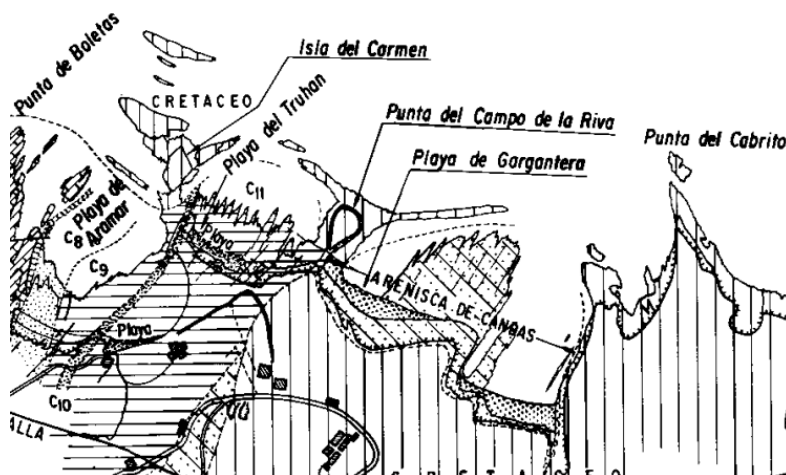 Punta de Boletas
Isla del Carmen
CRETACEO
Playa del Truhan
Punta del Campo de la Riva
Punta del Cabrito
Playa de Gargantera
C11
Playa de
Aramar
C8
C9
Playa
ARENISCA DE CANDAS
Playa
C10
ALLA